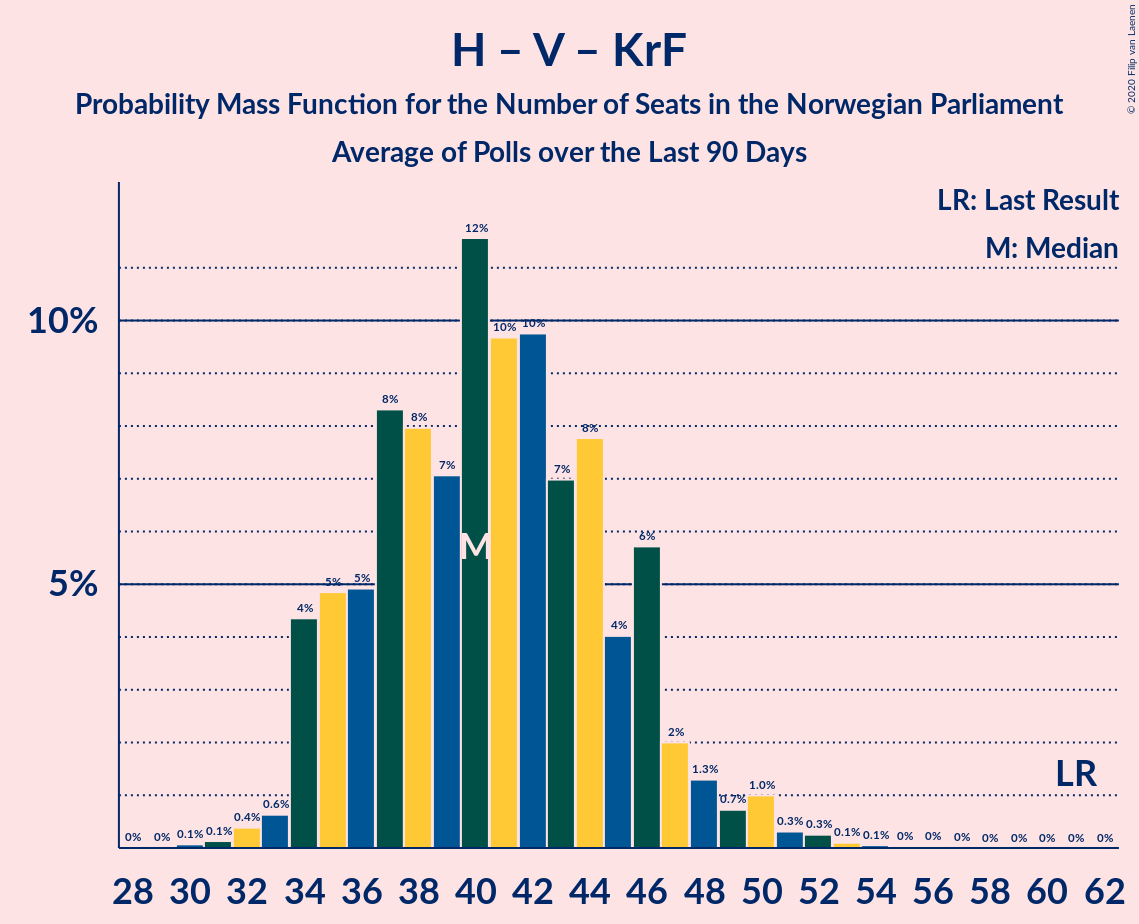 H – V – KrF
Probability Mass Function for the Number of Seats in the Norwegian Parliament
Average of Polls over the Last 90 Days
© 2020 Filip van Laenen
LR: Last Result
M: Median
10%
5%
0% 0% 0.1% 0.1% 0.4% 0.6% 4% 5% 5% 8% 8% 7% 12% 10% 10% 7% 8% 4% 6% 2% 1.3% 0.7% 1.0% 0.3% 0.3% 0.1% 0.1% 0% 0% 0% 0% 0% 0% 0% 0%
M
LR
28 30 32 34 36 38 40 42 44 46 48 50 52 54 56 58 60 62